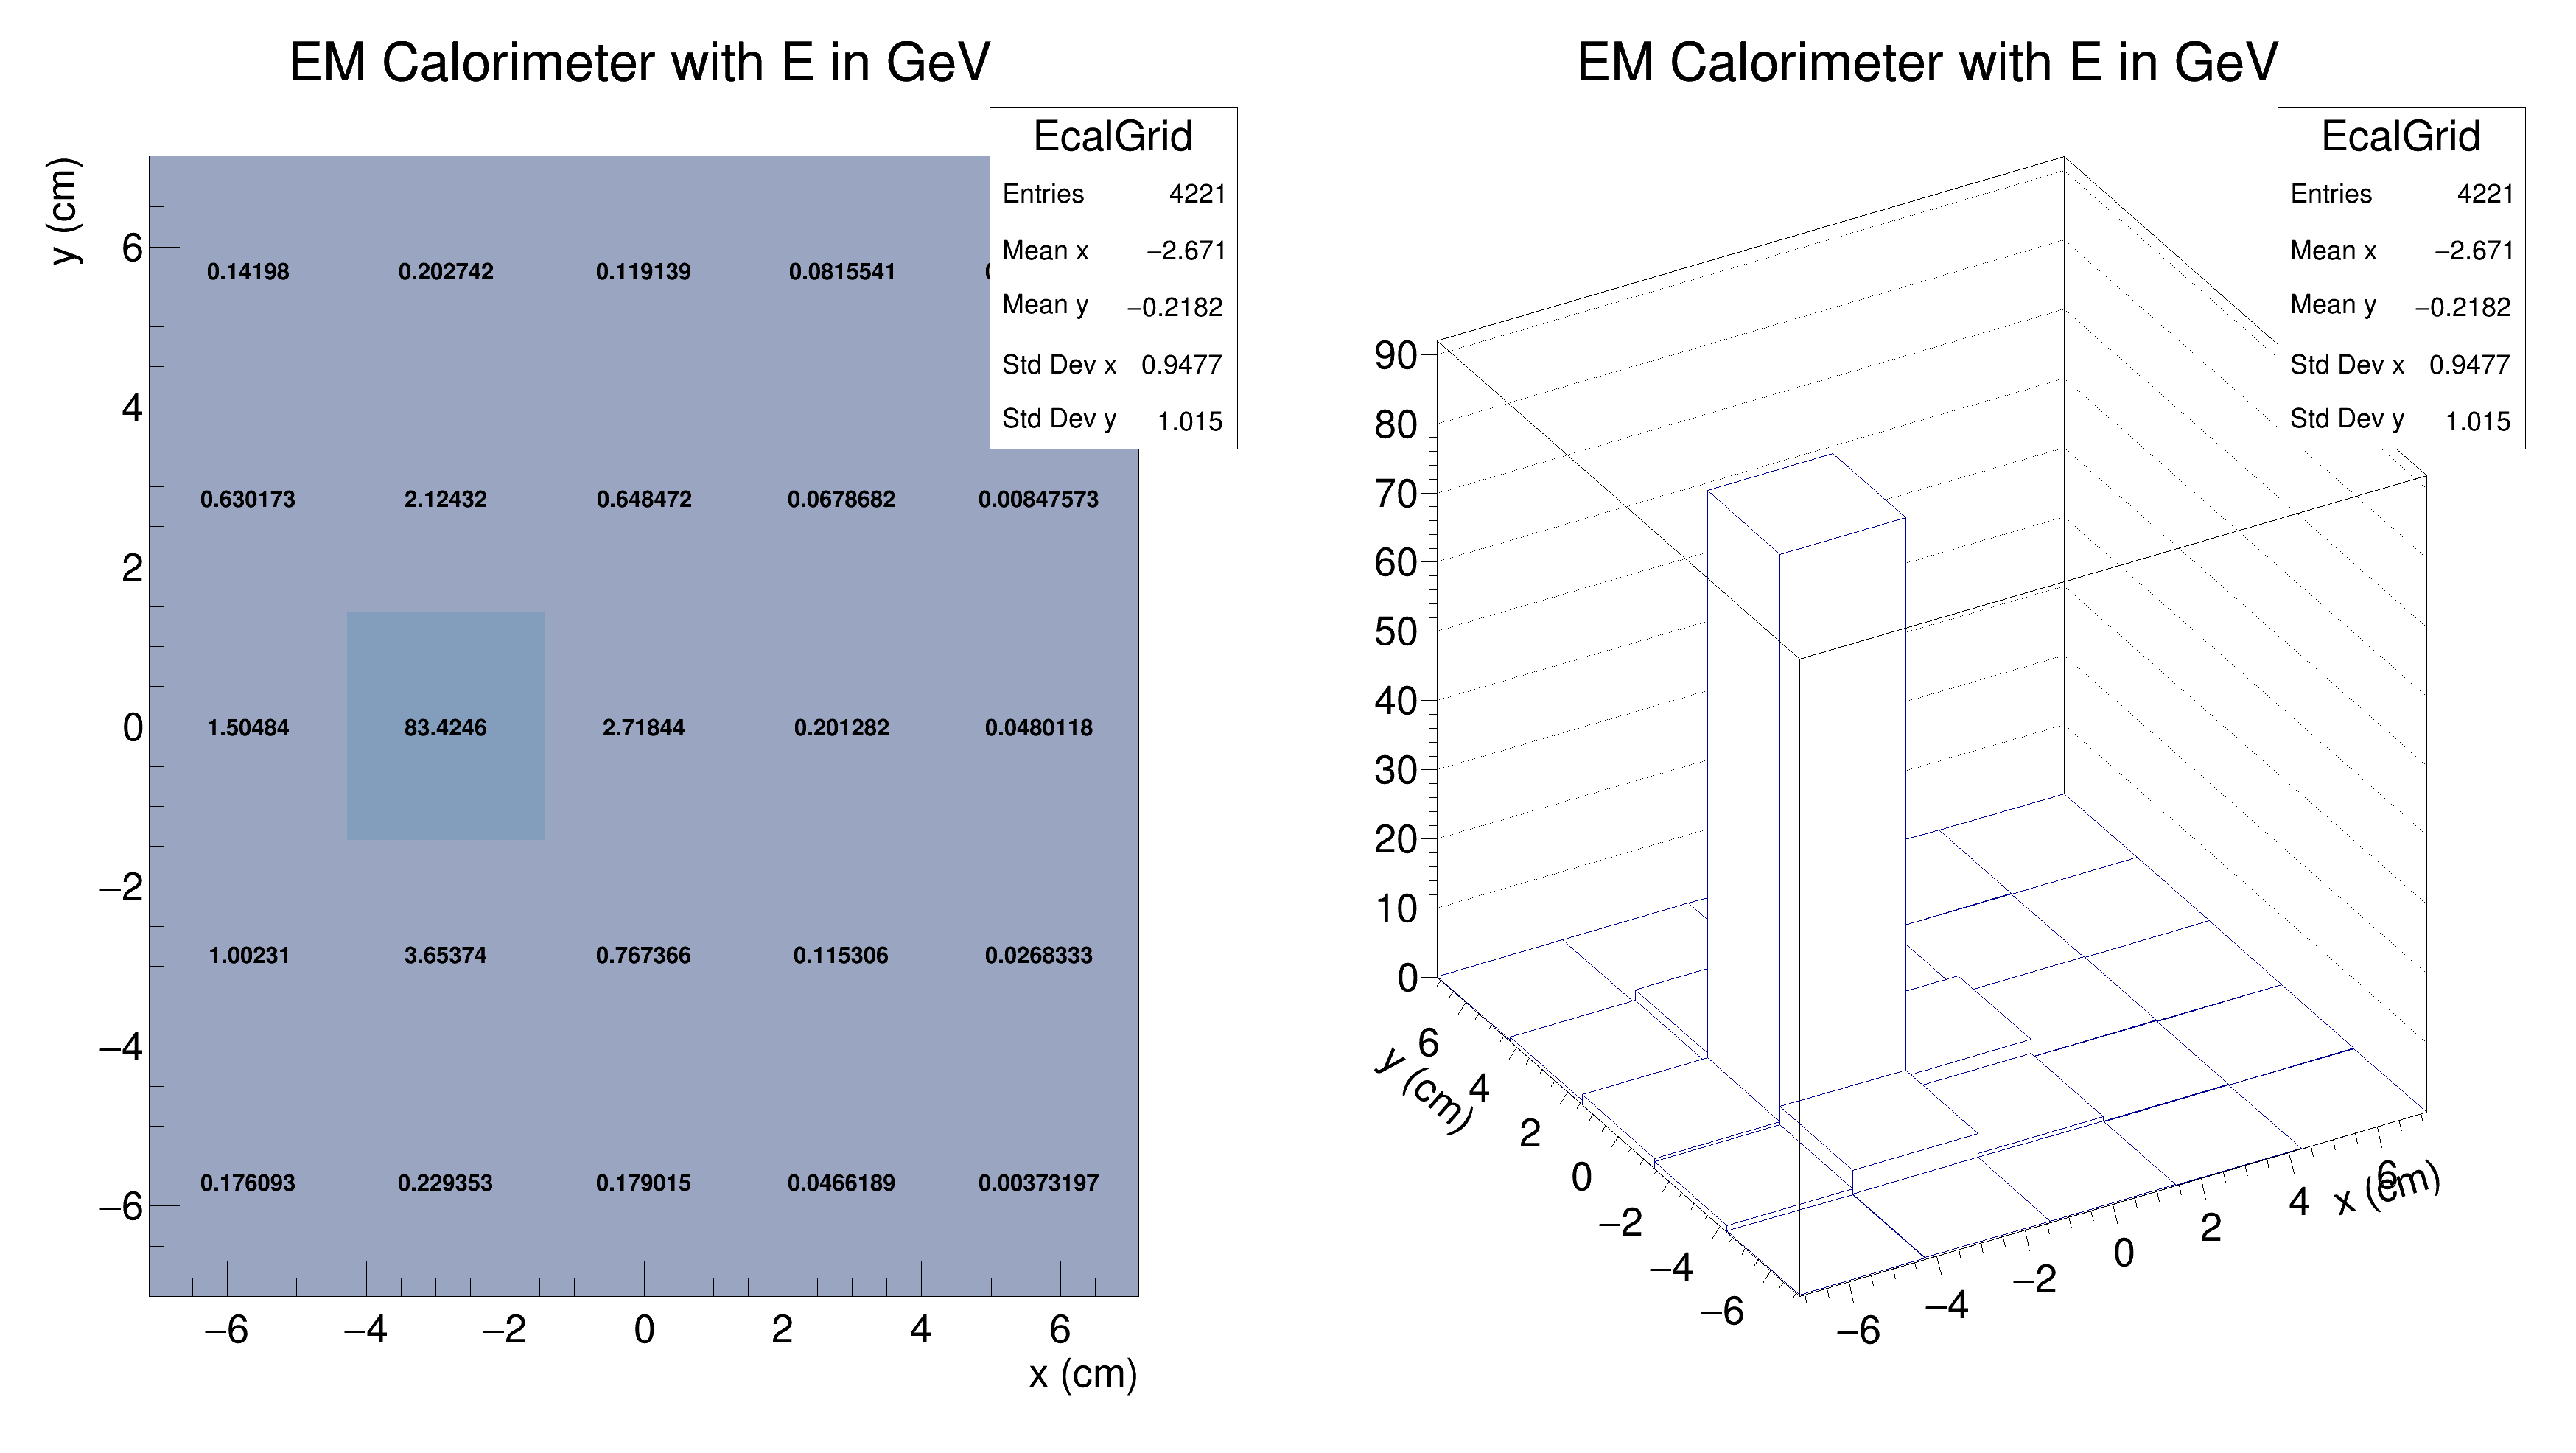 EM Calorimeter with E in GeV
EcalGrid
Entries 4221
Mean x −2.671
Mean y −0.2182
Std Dev x 0.9477
Std Dev y 1.015
y (cm)
6
4
2
0
−2
−4
−6
0.14198 0.202742 0.119139 0.0815541
0.630173 2.12432 0.648472 0.0678682 0.00847573
1.50484 83.4246 2.71844 0.201282 0.0480118
1.00231 3.65374 0.767366 0.115306 0.0268333
0.176093 0.229353 0.179015 0.0466189 0.00373197
−6 −4 −2 0 2 4 6
x (cm)
EM Calorimeter with E in GeV
EcalGrid
Entries 4221
Mean x −2.671
Mean y −0.2182
Std Dev x 0.9477
Std Dev y 1.015
90
80
70
60
50
40
30
20
10
0
y (cm)
6
4
2
0
−2
−4
−6
−6
−4
−2
0
2
4
6
x (cm)